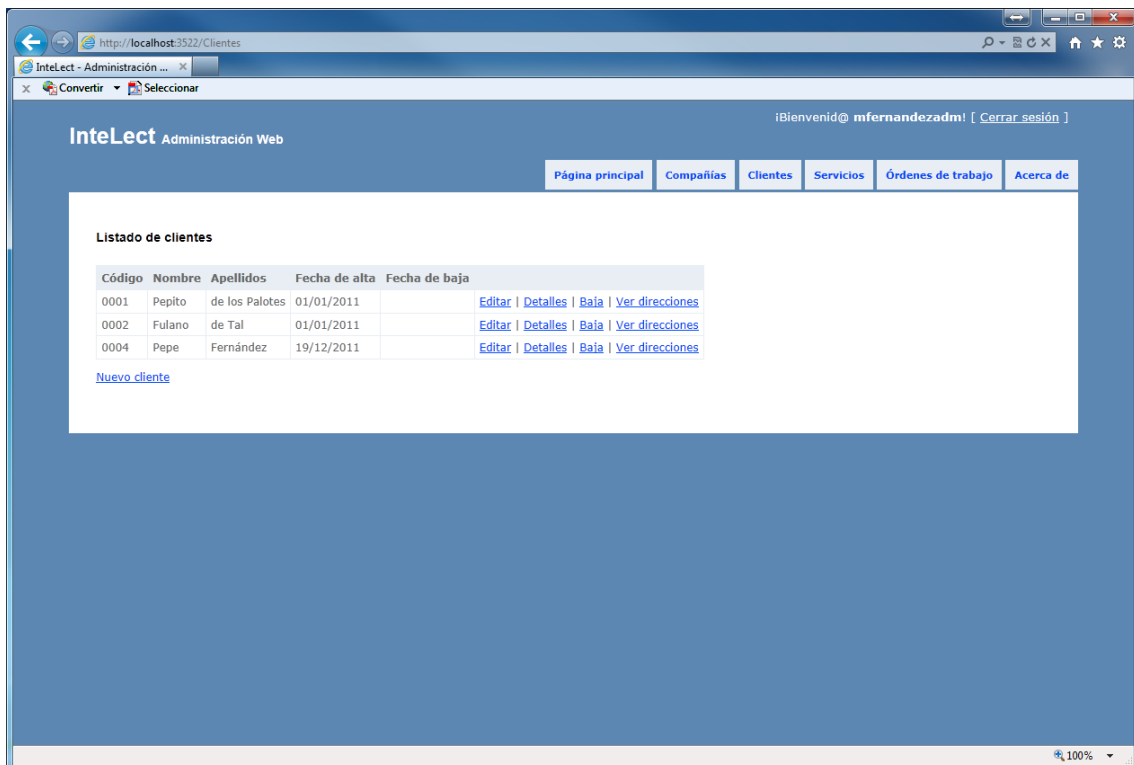 http://localhost:3522/Clientes
InteLect - Administración ...
Convertir Seleccionar
¡Bienvenid@ mfernandezadm! [ Cerrar sesión ]
InteLect Administración Web
Página principal Compañías Clientes Servicios Órdenes de trabajo Acerca de
Listado de clientes
Código Nombre Apellidos Fecha de alta Fecha de baja
0001 Pepito de los Palotes 01/01/2011 Editar | Detalles | Baja | Ver direcciones
0002 Fulano de Tal 01/01/2011 Editar | Detalles | Baja | Ver direcciones
0004 Pepe Fernández 19/12/2011 Editar | Detalles | Baja | Ver direcciones
Nuevo cliente
100%